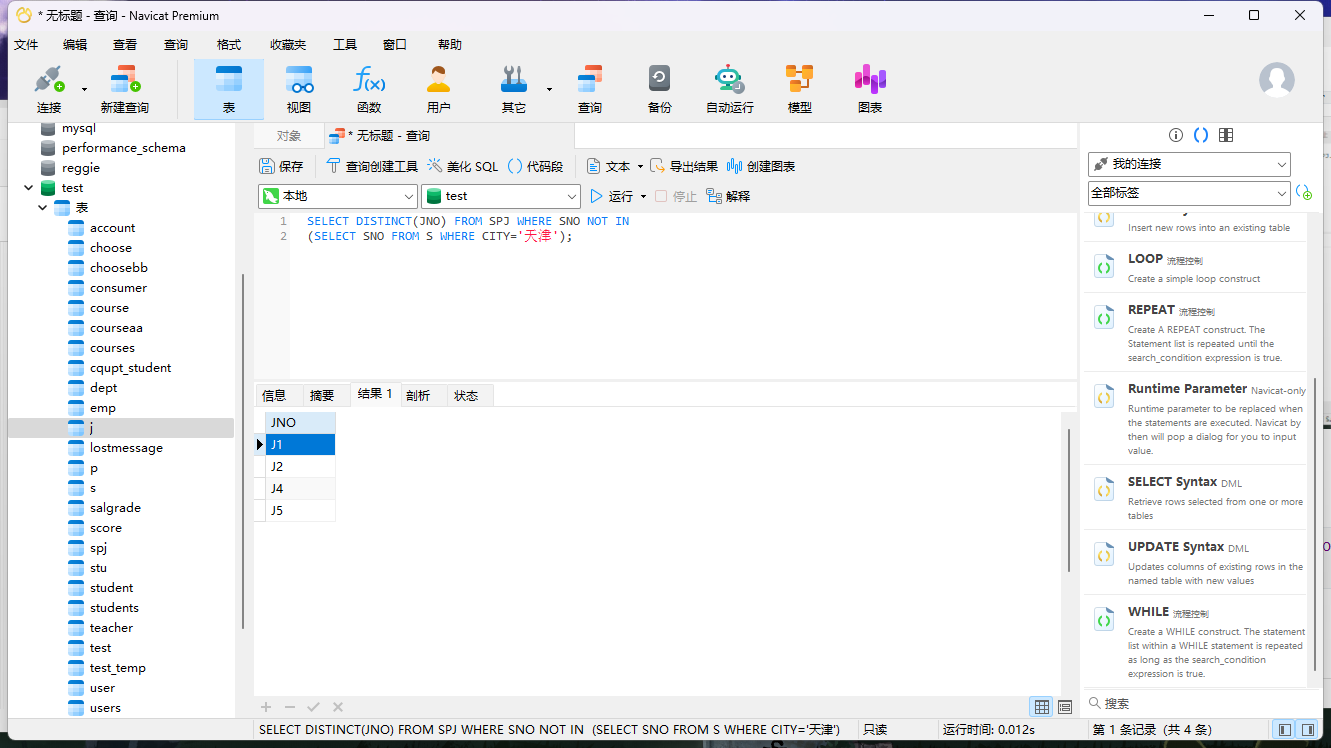 * 无标题 - 查询 - Navicat Premium
文件 编辑 查看 查询 格式 收藏夹 工具 窗口 帮助
连接 新建查询 表 视图 函数 用户 其它 查询 备份 自动运行 模型 图表
mysql
performance_schema
reggie
test
表
account
choose
choosebb
consumer
course
courseaa
courses
cqupt_student
dept
emp
j
lostmessage
p
s
salgrade
score
spj
stu
student
students
teacher
test
test_temp
user
users
对象 * 无标题 - 查询
保存 查询创建工具 美化 SQL 代码段 文本 导出结果 创建图表
本地 test 运行 停止 解释
1 SELECT DISTINCT(JNO) FROM SPJ WHERE SNO NOT IN
2 (SELECT SNO FROM S WHERE CITY='天津');
信息 摘要 结果 1 剖析 状态
JNO
J1
J2
J4
J5
我的连接
全部标签
Insert new rows into an existing table
LOOP 流程控制
Create a simple loop construct
REPEAT 流程控制
Create A REPEAT construct. The
Statement list is repeated until the
search_condition expression is true.
Runtime Parameter Navicat-only
Runtime parameter to be replaced when
the statements are executed. Navicat by
then will pop a dialog for you to input
value.
SELECT Syntax DML
Retrieve rows selected from one or more
tables
UPDATE Syntax DML
Updates columns of existing rows in the
named table with new values
WHILE 流程控制
Create a WHILE construct. The statement
list within a WHILE statement is repeated
as long as the search_condition
expression is true.
搜索
SELECT DISTINCT(JNO) FROM SPJ WHERE SNO NOT IN (SELECT SNO FROM S WHERE CITY='天津') 只读 运行时间: 0.012s 第 1 条记录 (共 4 条)